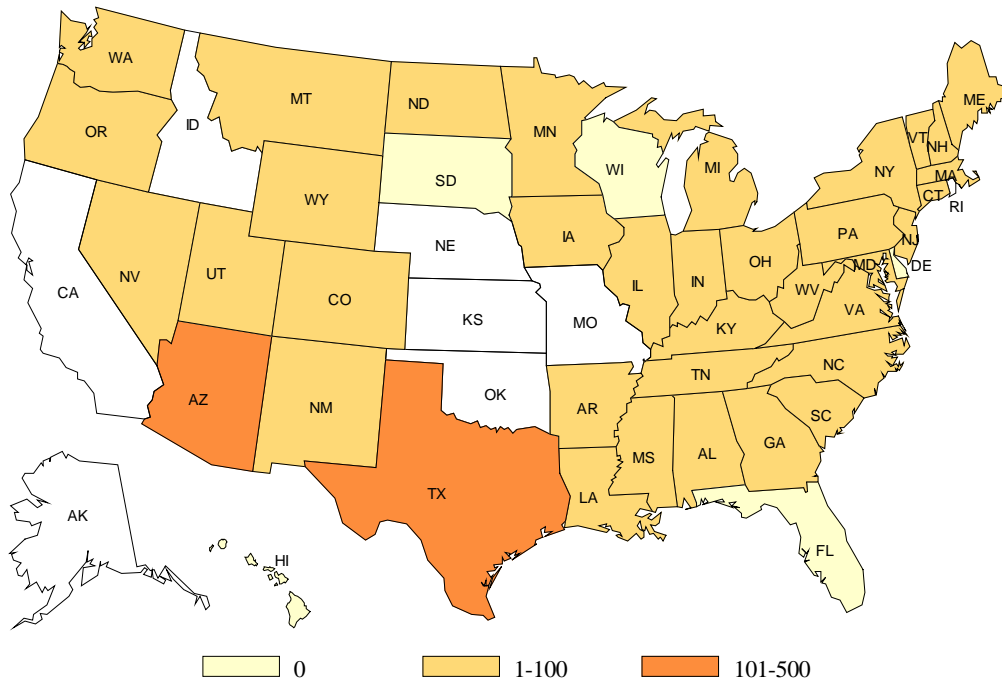 WA
MT
ND
MN
ME
ID
OR
VT
NH
SD
WI
MI
NY
MA
CT
RI
WY
NE
IA
PA
NJ
NV
UT
CO
IL
IN
OH
MD
DE
CA
KS
MO
WV
VA
KY
AZ
NM
OK
AR
TN
NC
SC
TX
LA
MS
AL
GA
AK
HI
FL
0
1-100
101-500